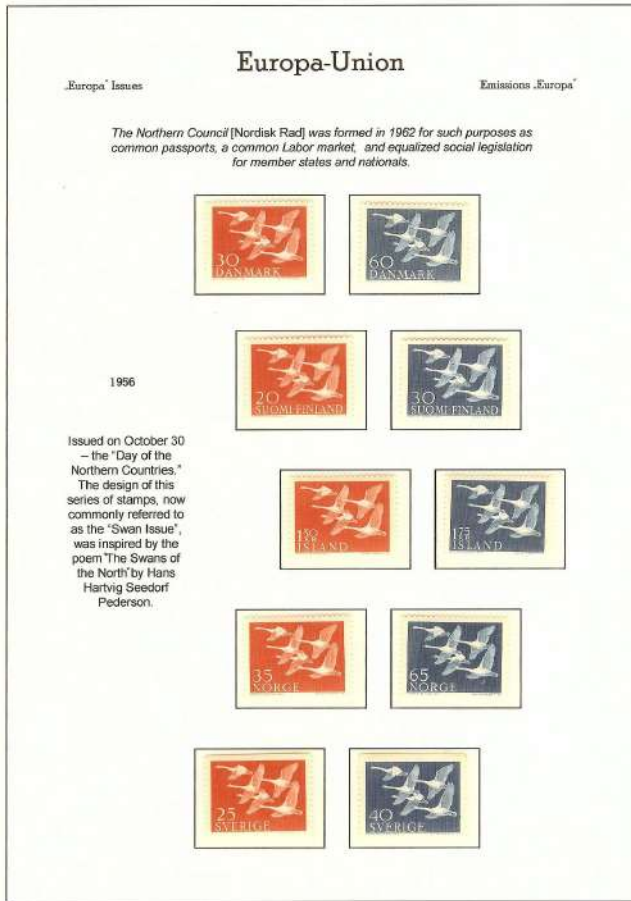 Europa-Union
„Europa" Issues
Emissions „Europa"
The Northern Council [Nordisk Rad] was formed in 1962 for such purposes as
common passports, a common Labor market, and equalized social legislation
for member states and nationals.
30
DANMARK
60
DANMARK
20
SUOMI-FINLAND
30
SUOMI-FINLAND
1956
Issued on October 30
– the "Day of the
Northern Countries."
The design of this
series of stamps, now
commonly referred to
as the "Swan Issue",
was inspired by the
poem "The Swans of
the North" by Hans
Hartvig Seedorf
Pederson.
ISLAND
175
ISLAND
35
NORGE
65
NORGE
25
SVERIGE
40
SVERIGE